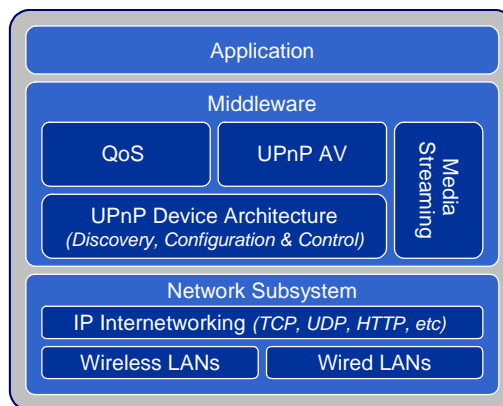 Application
Middleware
QoS
UPnP AV
Media
Streaming
UPnP Device Architecture
(Discovery, Configuration & Control)
Network Subsystem
IP Internetworking (TCP, UDP, HTTP, etc)
Wireless LANs
Wired LANs